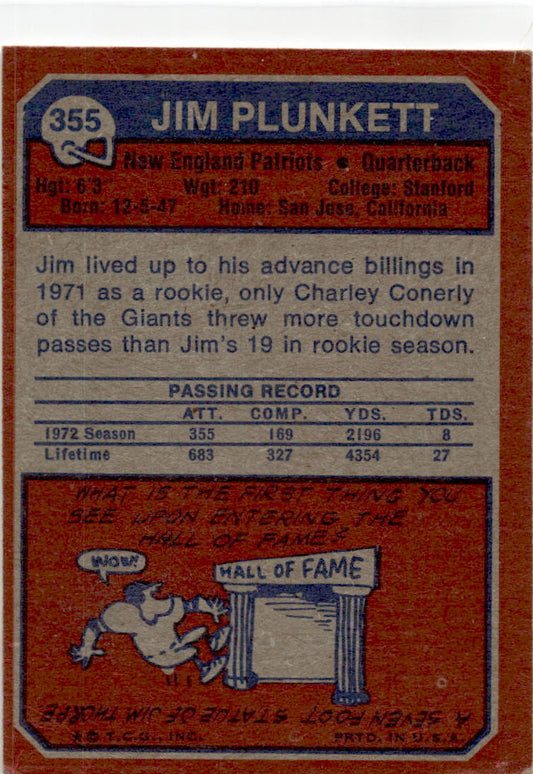 355 JIM PLUNKETT
New England Patriots • Quarterback
Hgt: 6'3 Wgt: 210 College: Stanford
Born: 12-5-47 Home: San Jose, California
Jim lived up to his advance billings in
1971 as a rookie, only Charley Conerly
of the Giants threw more touchdown
passes than Jim's 19 in rookie season.
PASSING RECORD
ATT. COMP. YDS. TDS.
1972 Season 355 169 2196 8
Lifetime 683 327 4354 27
WHAT IS THE FIRST THING YOU
SEE UPON ENTERING THE
HALL OF FAME?
WOW!
HALL OF FAME
A SEVEN FOOT STATUE OF JIM THORPE
★© T.C.G., INC. PRTD. IN U.S.A.